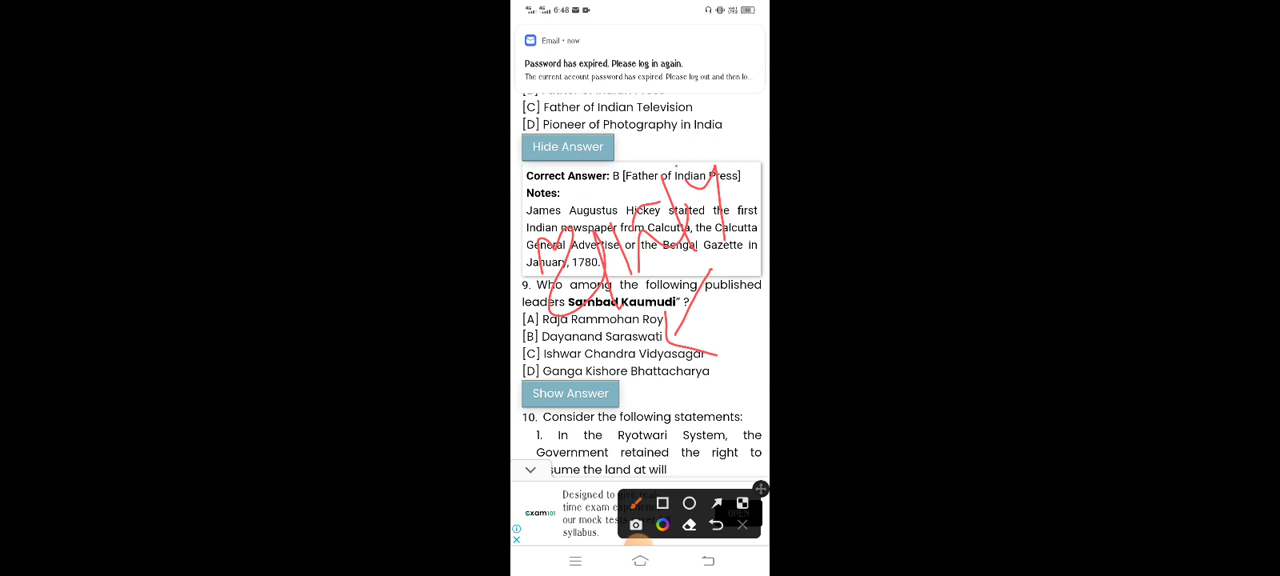 6:48
Email • now
Password has expired. Please log in again.
The current account password has expired. Please log out and then lo...
[C] Father of Indian Television
[D] Pioneer of Photography in India
Hide Answer
Correct Answer: B [Father of Indian Press]
Notes:
James Augustus Hickey started the first
Indian newspaper from Calcutta, the Calcutta
General Advertise or the Bengal Gazette in
January, 1780.
9. Who among the following published
leaders Sambad Kaumudi" ?
[A] Raja Rammohan Roy
[B] Dayanand Saraswati
[C] Ishwar Chandra Vidyasagar
[D] Ganga Kishore Bhattacharya
Show Answer
10. Consider the following statements:
1. In the Ryotwari System, the
Government retained the right to
sume the land at will
Designed to
time exam
our mock
syllabus.
exam101